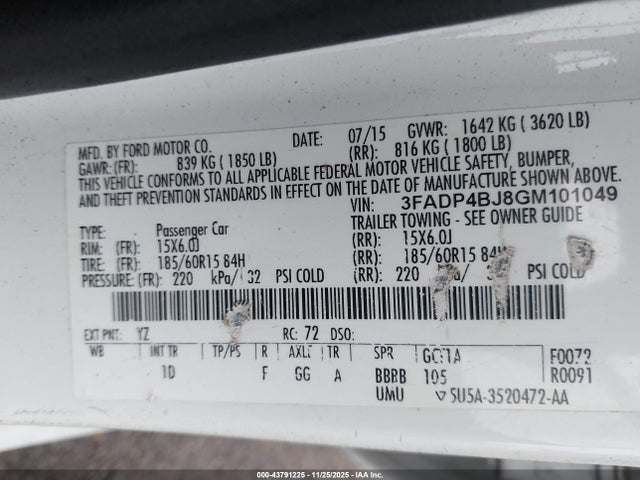 MFD. BY FORD MOTOR CO.
DATE: 07/15 GVWR: 1642 KG ( 3620 LB)
GAWR: (FR): 839 KG ( 1850 LB) (RR): 816 KG ( 1800 LB)
THIS VEHICLE CONFORMS TO ALL APPLICABLE FEDERAL MOTOR VEHICLE SAFETY, BUMPER,
AND THEFT PREVENTION STANDARDS IN EFFECT ON THE DATE OF MANUFACTURE SHOWN ABOVE.
VIN: 3FADP4BJ8GM101049
TYPE: Passenger Car TRAILER TOWING - SEE OWNER GUIDE
RIM: (FR): 15X6.0J (RR): 15X6.0J
TIRE: (FR): 185/60R15 84H (RR): 185/60R15 84H
PRESSURE: (FR): 220 kPa/ 32 PSI COLD (RR): 220 PSI COLD
EXT PNT: YZ RC: 72 DSO:
WB INT TR TP/PS R AXLE TR SPR F0072
1D F GG A BBRB 105 R0091
UMU ▽ SU5A-3520472-AA
00-43791225 - 11/25/2025 - IAA Inc.